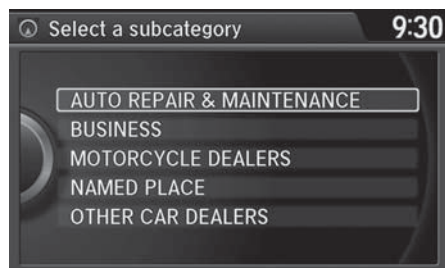 Select a subcategory 9:30
AUTO REPAIR & MAINTENANCE
BUSINESS
MOTORCYCLE DEALERS
NAMED PLACE
OTHER CAR DEALERS